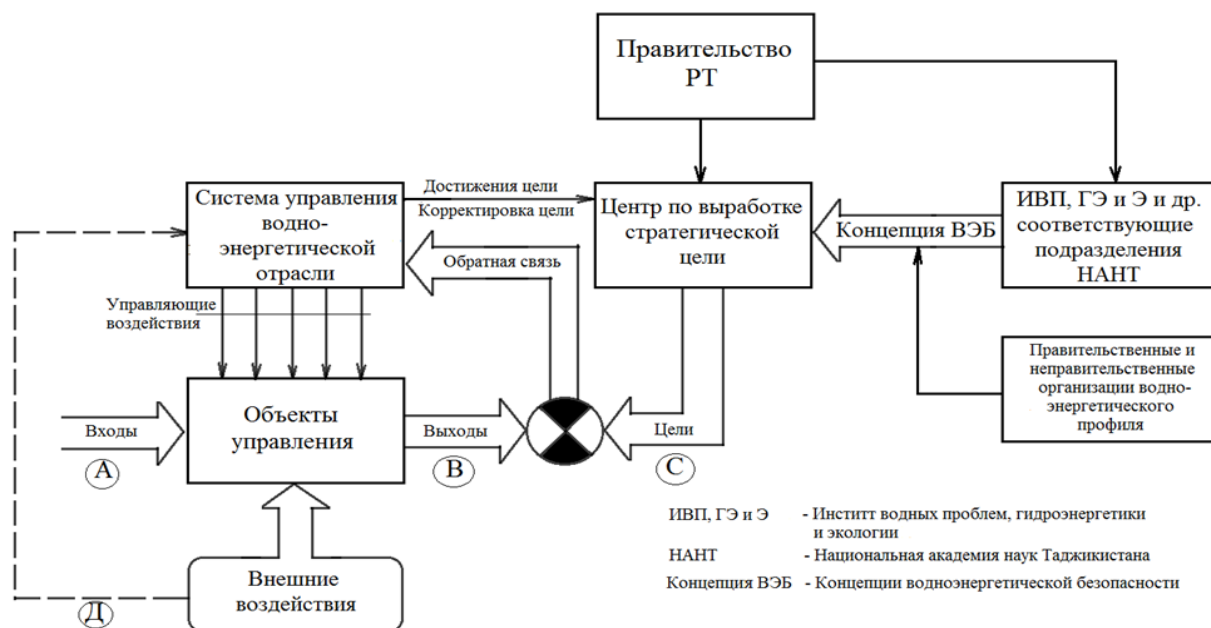 Правительство
РТ
Система управления
водно-
энергетической
отрасли
Достижения цели
Корректировка цели
Центр по выработке
стратегической
цели
Концепция ВЭБ
ИВП, ГЭ и Э и др.
соответствующие
подразделения
НАНТ
Обратная связь
Управляющие
воздействия
Правительственные и
неправительственные
организации водно-
энергетического
профиля
Входы
А
Объекты
управления
Выходы
В
Цели
С
Внешние
воздействия
Д
ИВП, ГЭ и Э - Инститт водных проблем, гидроэнергетики
и экологии
НАНТ - Национальная академия наук Таджикистана
Концепция ВЭБ - Концепции водноэнергетической безопасности